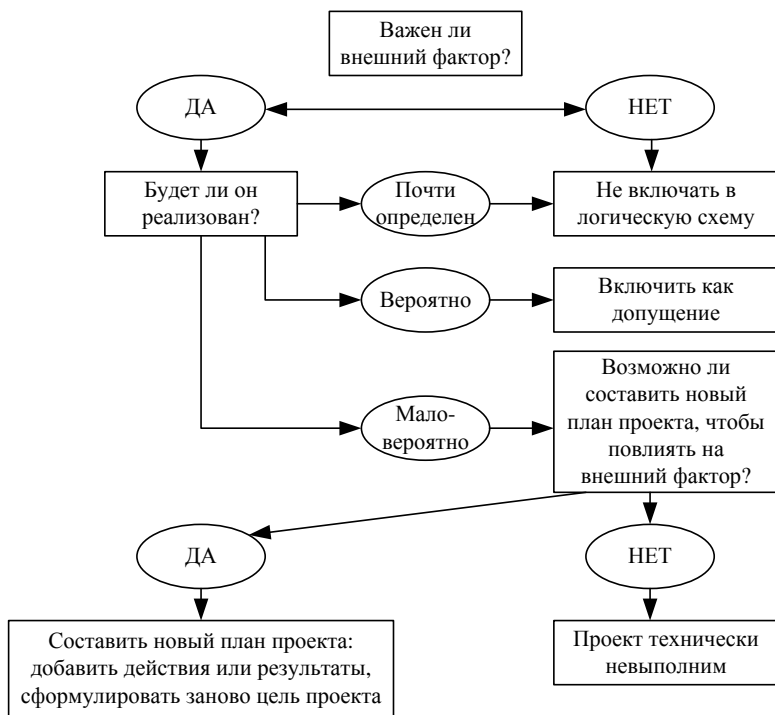 Важен ли
внешний фактор?
ДА
НЕТ
Будет ли он
реализован?
Почти
определен
Не включать в
логическую схему
Вероятно
Включить как
допущение
Мало-
вероятно
Возможно ли
составить новый
план проекта, чтобы
повлиять на
внешний фактор?
ДА
НЕТ
Составить новый план проекта:
добавить действия или результаты,
сформулировать заново цель проекта
Проект технически
невыполним